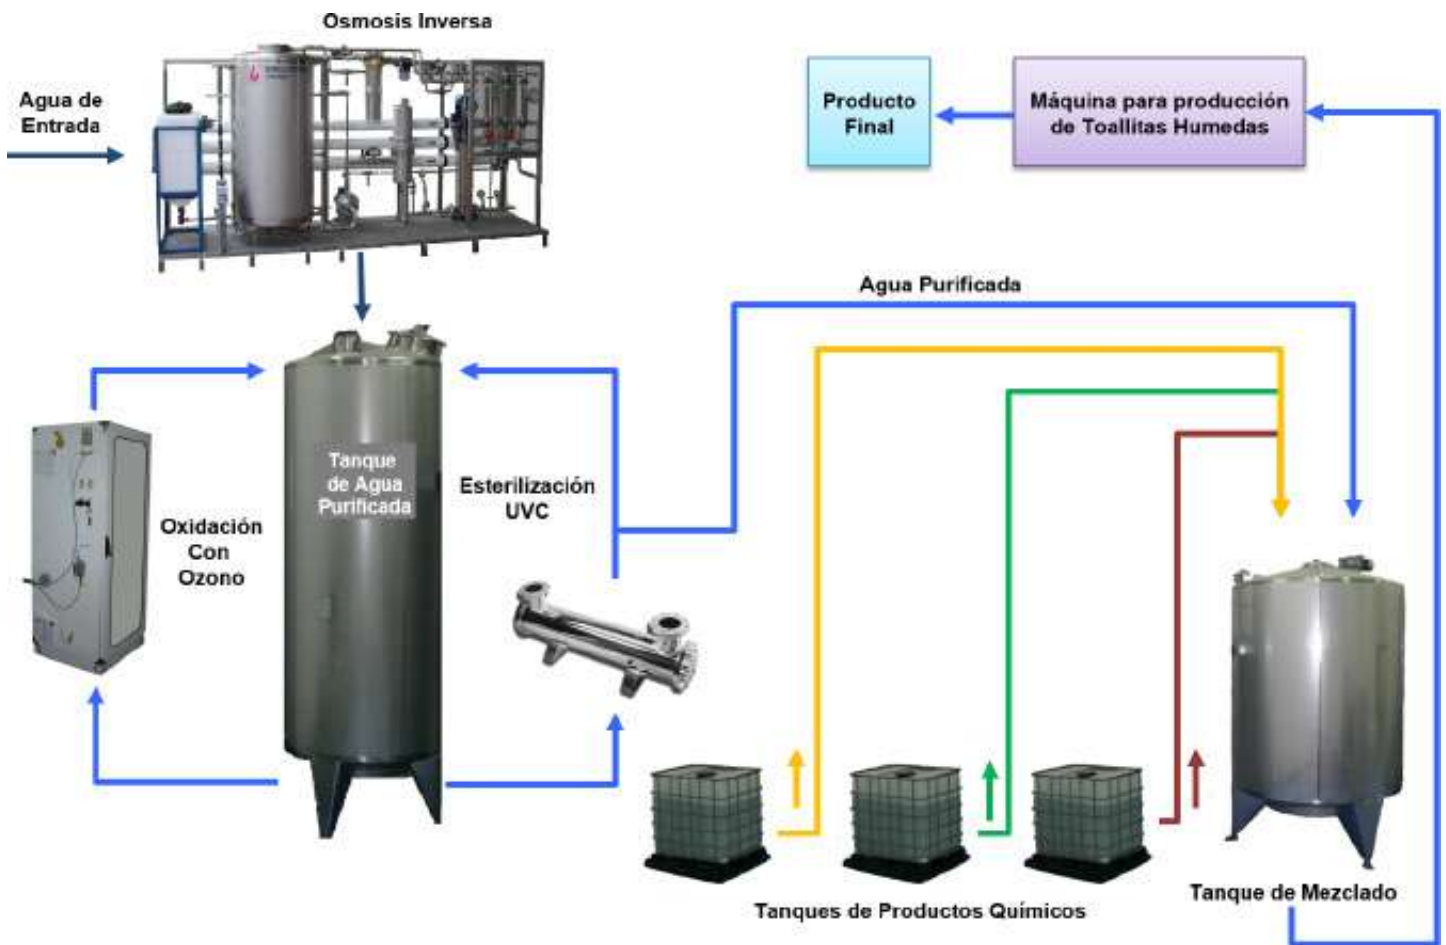 Osmosis Inversa
Agua de
Entrada
Producto
Final
Máquina para producción
de Toallitas Humedas
Agua Purificada
Tanque
de Agua
Purificada
Esterilización
UVC
Oxidación
Con
Ozono
Tanques de Productos Químicos
Tanque de Mezclado